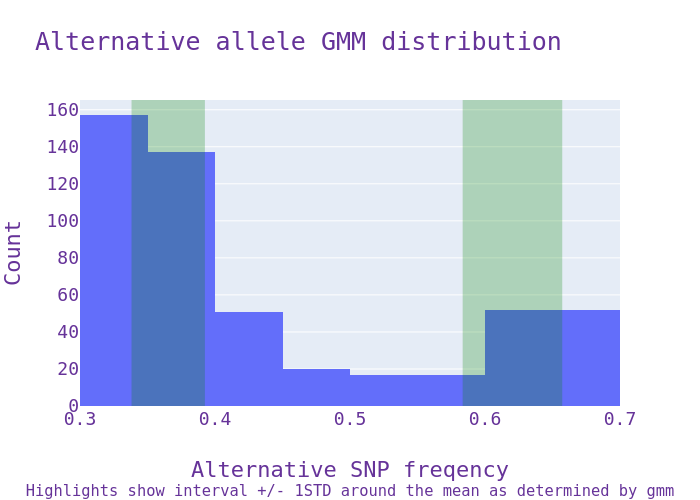 Alternative allele GMM distribution
160
140
120
100
80
60
40
20
0
Count
0.3 0.4 0.5 0.6 0.7
Alternative SNP freqency
Highlights show interval +/- 1STD around the mean as determined by gmm